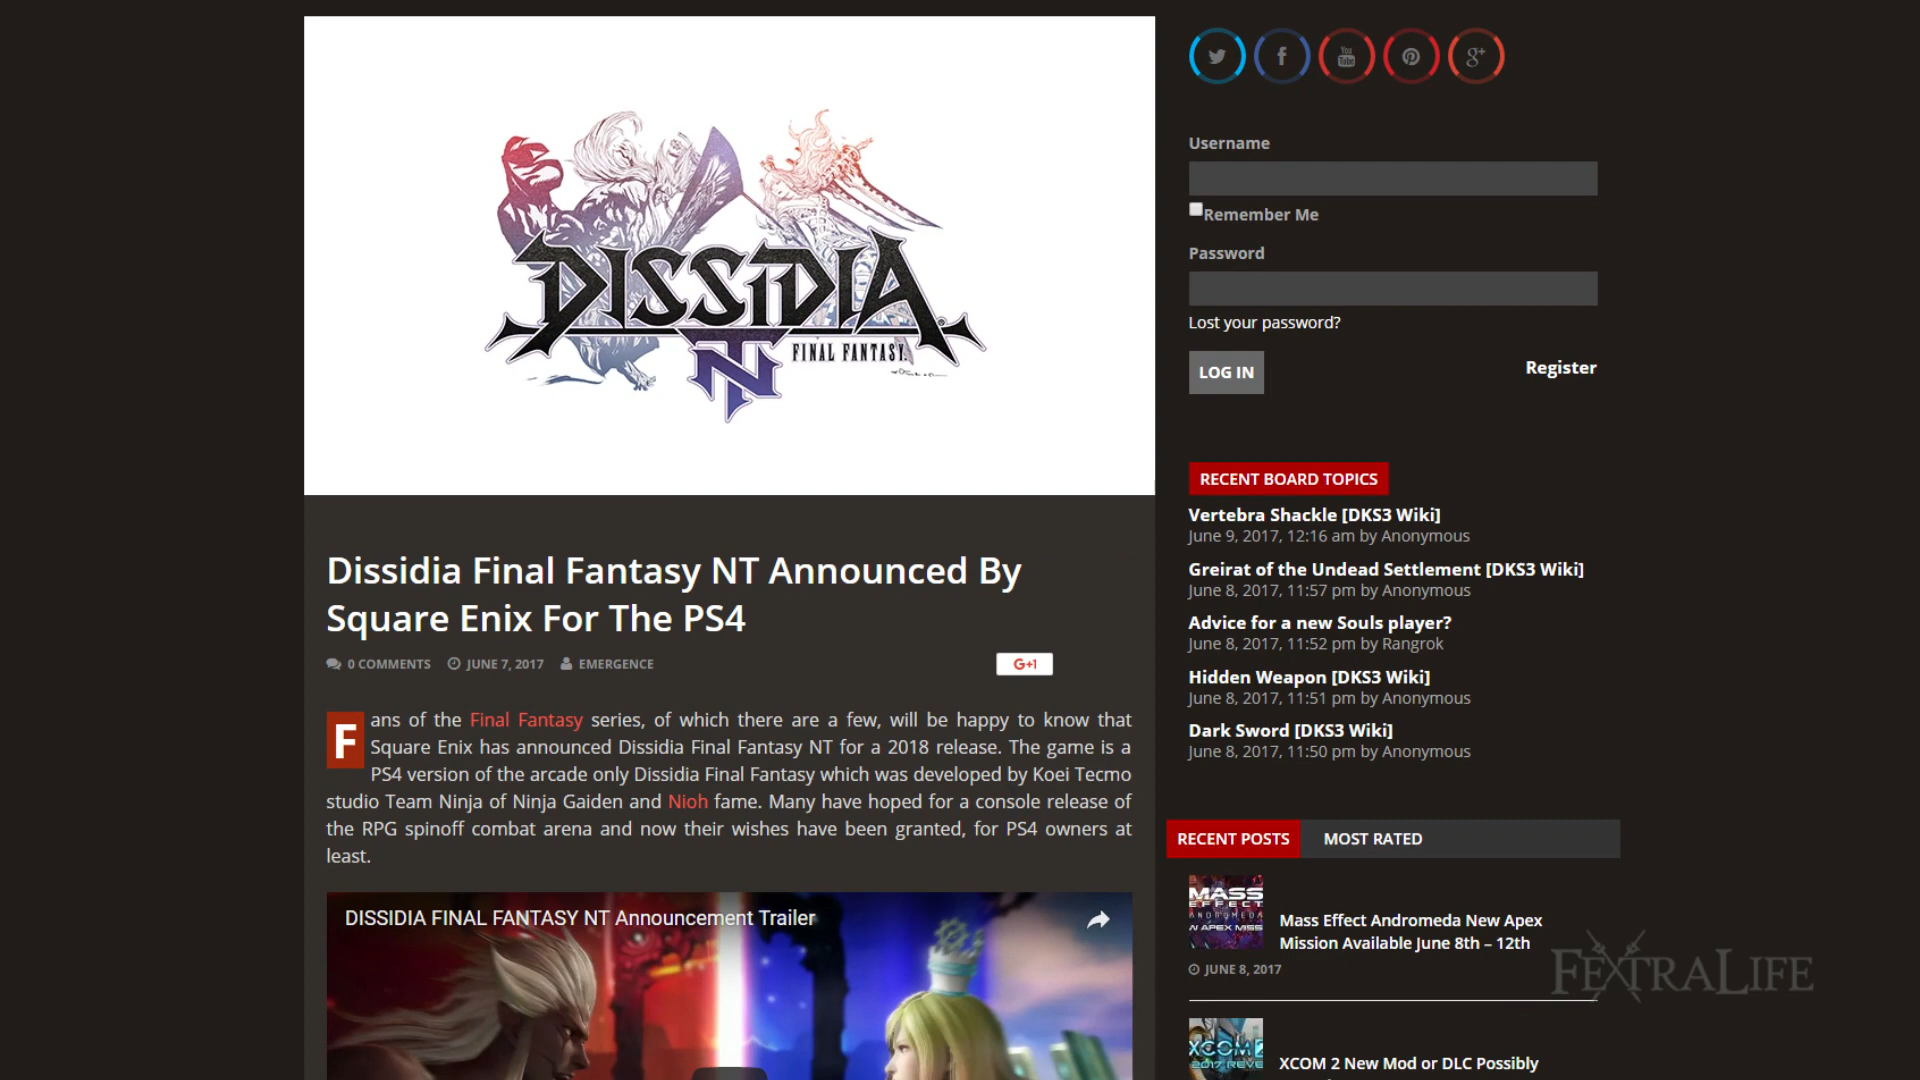 DISSIDIA
NT
FINAL FANTASY.
Dissidia Final Fantasy NT Announced By
Square Enix For The PS4
0 COMMENTS JUNE 7, 2017 EMERGENCE
G+1
Fans of the Final Fantasy series, of which there are a few, will be happy to know that
Square Enix has announced Dissidia Final Fantasy NT for a 2018 release. The game is a
PS4 version of the arcade only Dissidia Final Fantasy which was developed by Koei Tecmo
studio Team Ninja of Ninja Gaiden and Nioh fame. Many have hoped for a console release of
the RPG spinoff combat arena and now their wishes have been granted, for PS4 owners at
least.
DISSIDIA FINAL FANTASY NT Announcement Trailer
You
Tube
g+
Username
Remember Me
Password
Lost your password?
LOG IN
Register
RECENT BOARD TOPICS
Vertebra Shackle [DKS3 Wiki]
June 9, 2017, 12:16 am by Anonymous
Greirat of the Undead Settlement [DKS3 Wiki]
June 8, 2017, 11:57 pm by Anonymous
Advice for a new Souls player?
June 8, 2017, 11:52 pm by Rangrok
Hidden Weapon [DKS3 Wiki]
June 8, 2017, 11:51 pm by Anonymous
Dark Sword [DKS3 Wiki]
June 8, 2017, 11:50 pm by Anonymous
RECENT POSTS MOST RATED
MASS
EFFECT
ANDROMEDA
W APEX MISS
Mass Effect Andromeda New Apex
Mission Available June 8th – 12th
JUNE 8, 2017
FEXTRALIFE
XCOM 2
2017 REVE
XCOM 2 New Mod or DLC Possibly